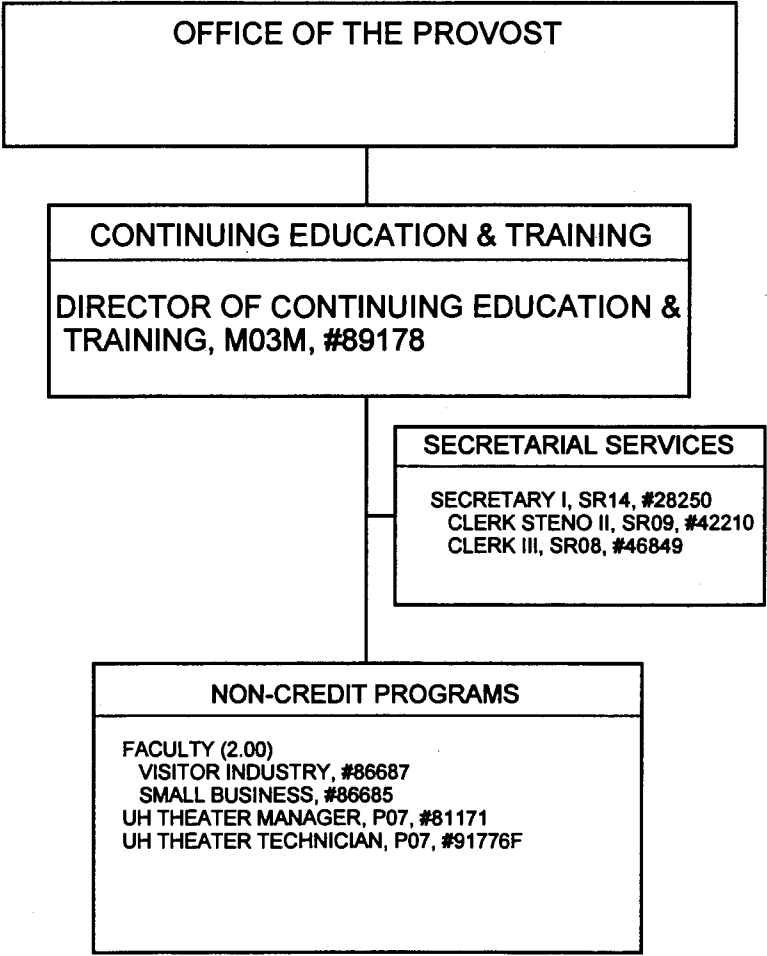 OFFICE OF THE PROVOST
CONTINUING EDUCATION & TRAINING
DIRECTOR OF CONTINUING EDUCATION &
TRAINING, M03M, #89178
SECRETARIAL SERVICES
SECRETARY I, SR14, #28250
CLERK STENO II, SR09, #42210
CLERK III, SR08, #46849
NON-CREDIT PROGRAMS
FACULTY (2.00)
VISITOR INDUSTRY, #86687
SMALL BUSINESS, #86685
UH THEATER MANAGER, P07, #81171
UH THEATER TECHNICIAN, P07, #91776F